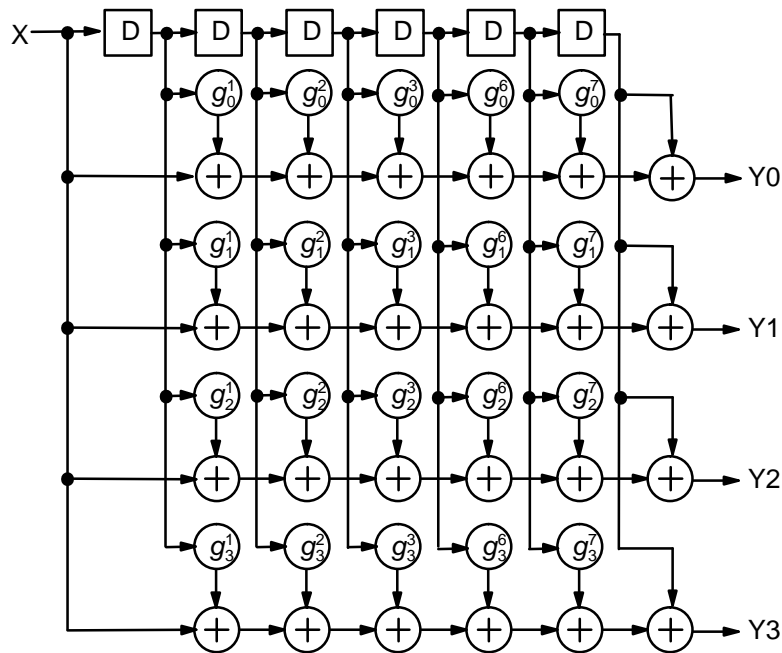 X D D D D D D
g₀¹ g₀² g₀³ g₀⁶ g₀⁷
+ + + + + + Y0
g₁¹ g₁² g₁³ g₁⁶ g₁⁷
+ + + + + + Y1
g₂¹ g₂² g₂³ g₂⁶ g₂⁷
+ + + + + + Y2
g₃¹ g₃² g₃³ g₃⁶ g₃⁷
+ + + + + + Y3